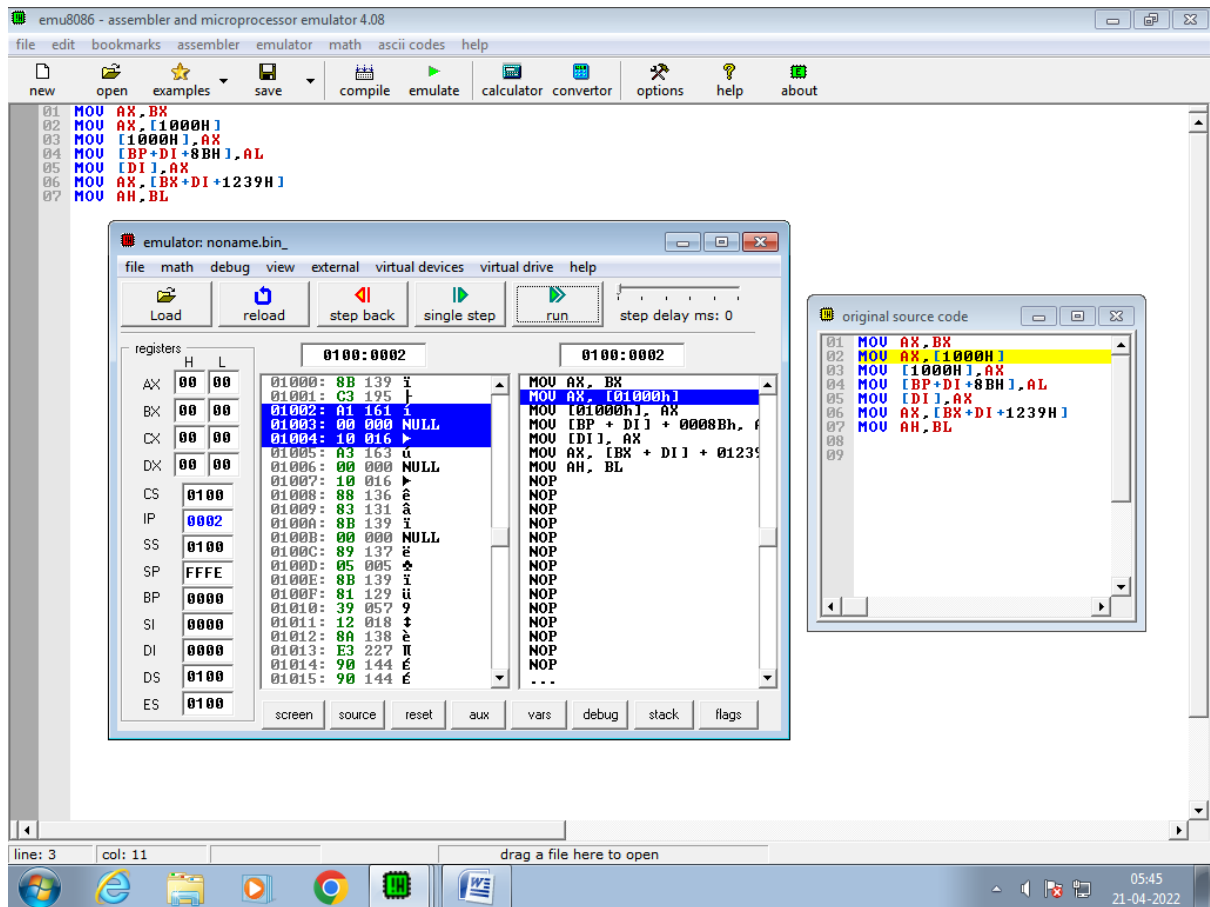 emu8086 - assembler and microprocessor emulator 4.08
file edit bookmarks assembler emulator math ascii codes help
new open examples save compile emulate calculator convertor options help about
01 MOV AX,BX
02 MOV AX,[1000H]
03 MOV [1000H],AX
04 MOV [BP+DI+8BH],AL
05 MOV [DI],AX
06 MOV AX,[BX+DI+1239H]
07 MOV AH,BL
emulator: noname.bin_
file math debug view external virtual devices virtual drive help
Load reload step back single step run step delay ms: 0
registers
H L
AX 00 00
BX 00 00
CX 00 00
DX 00 00
CS 0100
IP 0002
SS 0100
SP FFFE
BP 0000
SI 0000
DI 0000
DS 0100
ES 0100
0100:0002
01000: 8B 139 ï
01001: C3 195 ├
01002: A1 161 í
01003: 00 000 NULL
01004: 10 016 ►
01005: A3 163 ú
01006: 00 000 NULL
01007: 10 016 ►
01008: 88 136 ê
01009: 83 131 â
0100A: 8B 139 ï
0100B: 00 000 NULL
0100C: 89 137 ë
0100D: 05 005 ♣
0100E: 8B 139 ï
0100F: 81 129 ü
01010: 39 057 9
01011: 12 018 ↕
01012: 8A 138 è
01013: E3 227 π
01014: 90 144 É
01015: 90 144 É
0100:0002
MOV AX, BX
MOV AX, [01000h]
MOV [01000h], AX
MOV [BP + DI] + 0008Bh, A
MOV [DI], AX
MOV AX, [BX + DI] + 01239
MOV AH, BL
NOP
NOP
NOP
NOP
NOP
NOP
NOP
NOP
NOP
NOP
NOP
NOP
NOP
NOP
...
screen source reset aux vars debug stack flags
original source code
01 MOV AX,BX
02 MOV AX,[1000H]
03 MOV [1000H],AX
04 MOV [BP+DI+8BH],AL
05 MOV [DI],AX
06 MOV AX,[BX+DI+1239H]
07 MOV AH,BL
08
09
line: 3 col: 11 drag a file here to open
05:45
21-04-2022